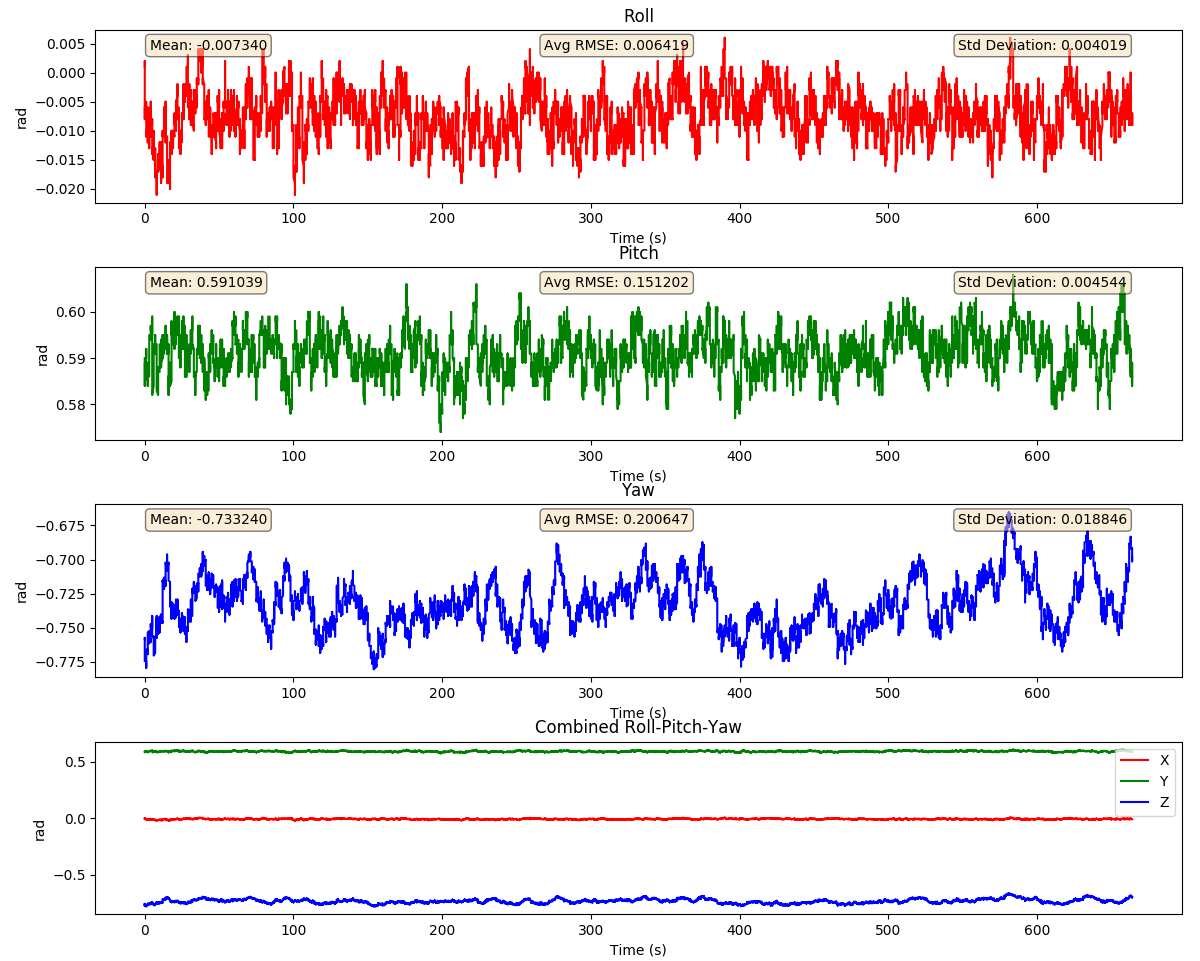 Roll
Mean: -0.007340 Avg RMSE: 0.006419 Std Deviation: 0.004019
0.005
0.000
−0.005
−0.010
−0.015
−0.020
rad
0 100 200 300 400 500 600
Time (s)
Pitch
Mean: 0.591039 Avg RMSE: 0.151202 Std Deviation: 0.004544
0.60
0.59
0.58
rad
0 100 200 300 400 500 600
Time (s)
Yaw
Mean: -0.733240 Avg RMSE: 0.200647 Std Deviation: 0.018846
−0.675
−0.700
−0.725
−0.750
−0.775
rad
0 100 200 300 400 500 600
Time (s)
Combined Roll-Pitch-Yaw
0.5
0.0
−0.5
rad
X
Y
Z
0 100 200 300 400 500 600
Time (s)